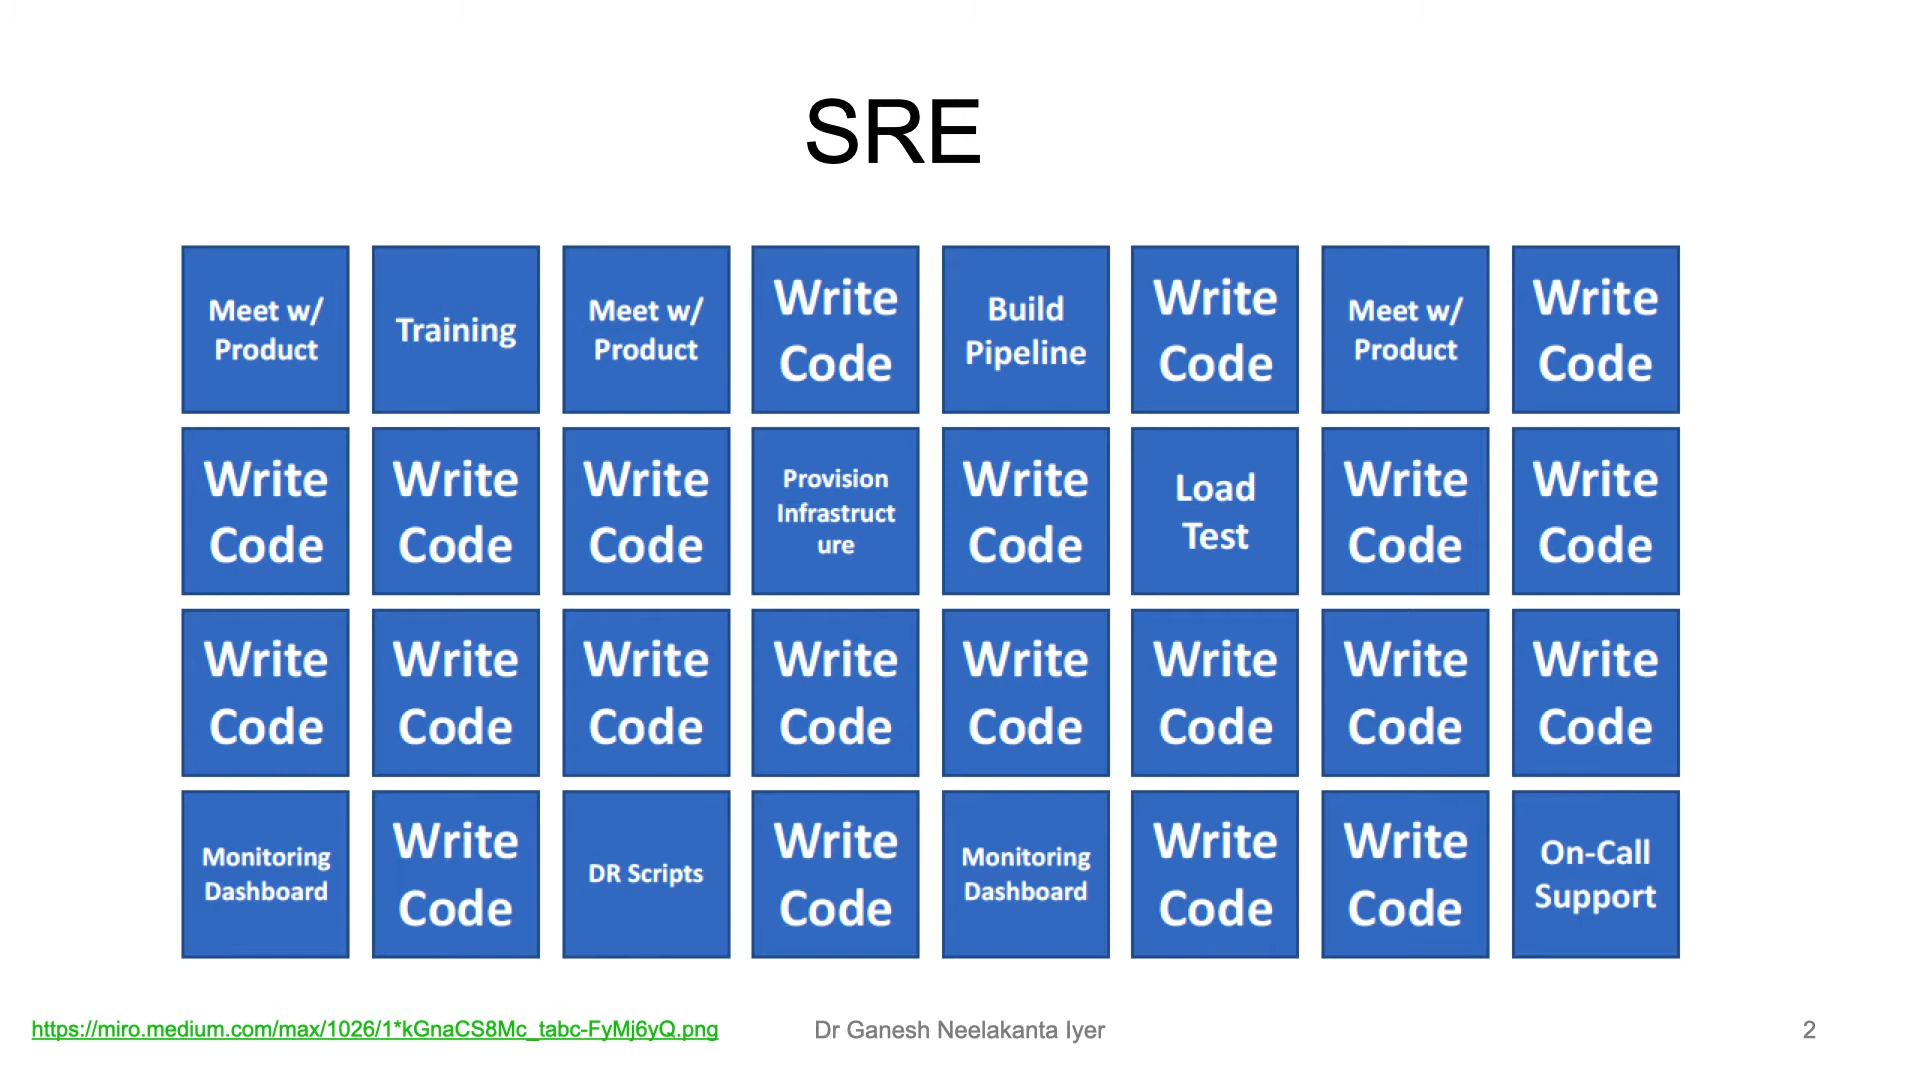 SRE
Meet w/
Product
Training
Meet w/
Product
Write
Code
Build
Pipeline
Write
Code
Meet w/
Product
Write
Code
Write
Code
Write
Code
Write
Code
Provision
Infrastruct
ure
Write
Code
Load
Test
Write
Code
Write
Code
Write
Code
Write
Code
Write
Code
Write
Code
Write
Code
Write
Code
Write
Code
Write
Code
Monitoring
Dashboard
Write
Code
DR Scripts
Write
Code
Monitoring
Dashboard
Write
Code
Write
Code
On-Call
Support
https://miro.medium.com/max/1026/1*kGnaCS8Mc_tabc-FyMj6yQ.png
Dr Ganesh Neelakanta Iyer
2